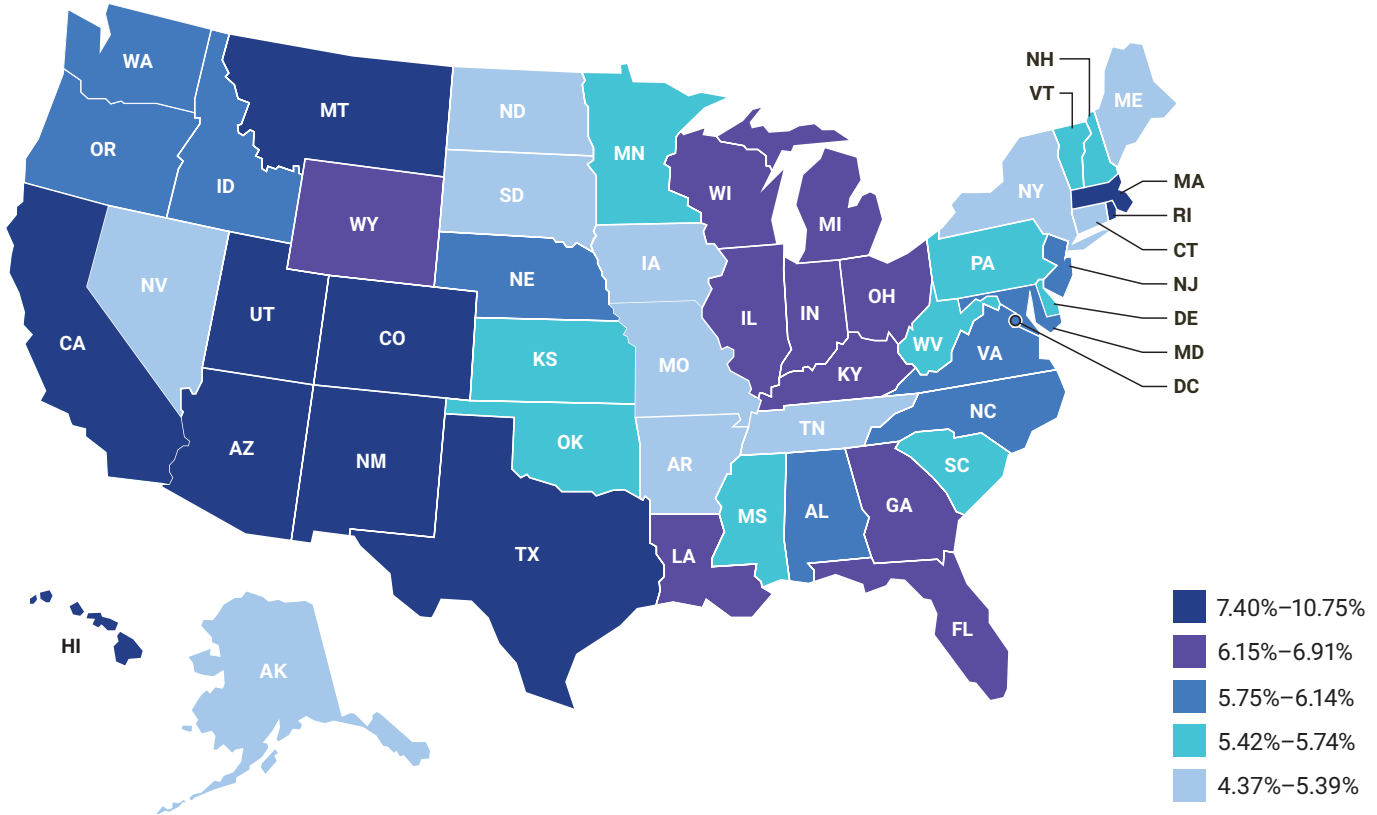 NH
WA
VT
ME
MT
ND
OR
MN
ID
SD
WI
NY
MA
WY
MI
RI
CT
PA
IA
NE
NV
NJ
OH
UT
IL
IN
DE
CO
CA
WV
VA
MD
KS
MO
KY
DC
NC
TN
OK
AZ
NM
AR
SC
GA
MS
AL
TX
LA
7.40%–10.75%
FL
HI
6.15%–6.91%
AK
5.75%–6.14%
5.42%–5.74%
4.37%–5.39%